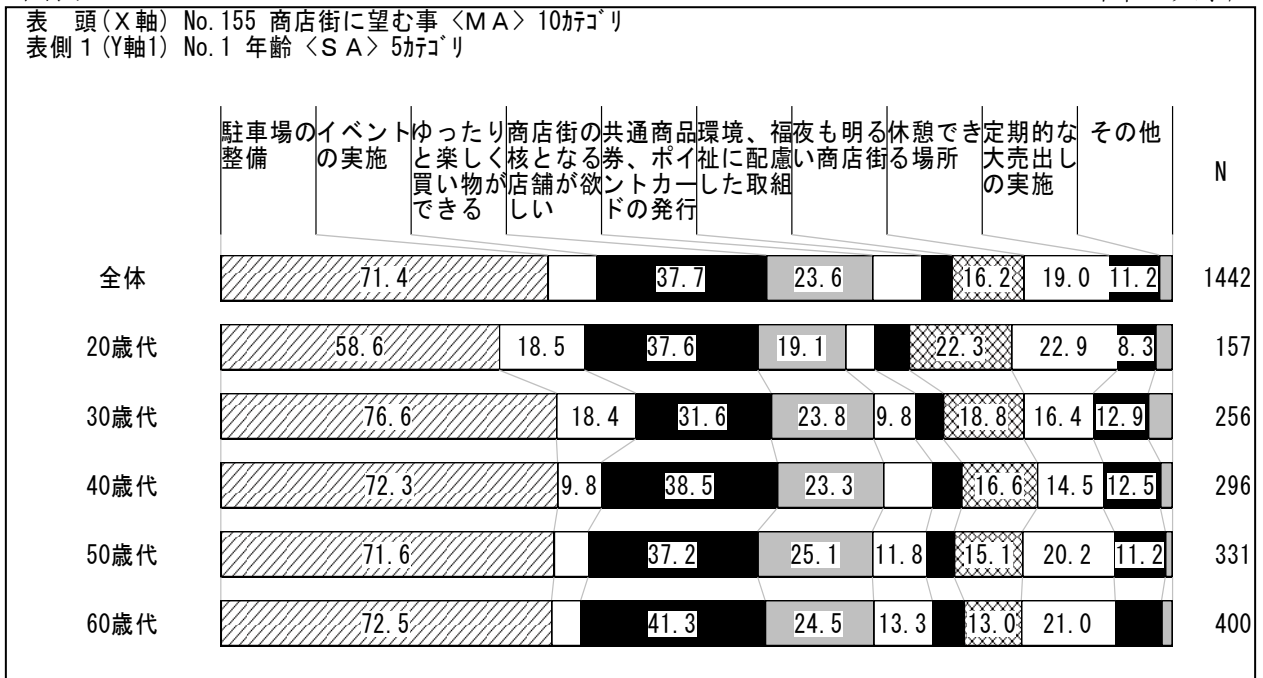 表　頭(X軸) No.155 商店街に望む事〈MA〉10ｶﾃｺﾞﾘ
表側1(Y軸1) No.1 年齢〈SA〉5ｶﾃｺﾞﾘ
駐車場の整備
イベントの実施
ゆったりと楽しく買い物ができる
商店街の核となる店舗が欲しい
共通商品券、ポイントカードの発行
環境、福祉に配慮した取組
夜も明るい商店街
休憩できる場所
定期的な大売出しの実施
その他
N
全体 71.4 37.7 23.6 16.2 19.0 11.2 1442
20歳代 58.6 18.5 37.6 19.1 22.3 22.9 8.3 157
30歳代 76.6 18.4 31.6 23.8 9.8 18.8 16.4 12.9 256
40歳代 72.3 9.8 38.5 23.3 16.6 14.5 12.5 296
50歳代 71.6 37.2 25.1 11.8 15.1 20.2 11.2 331
60歳代 72.5 41.3 24.5 13.3 13.0 21.0 400